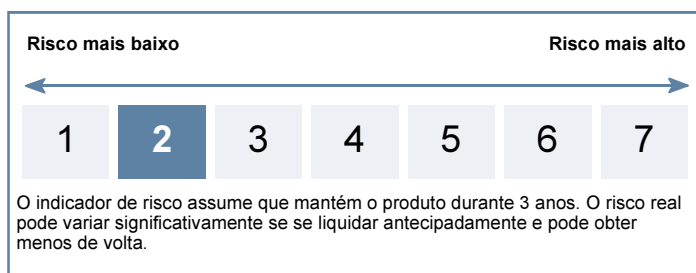 Risco mais baixo Risco mais alto
1 2 3 4 5 6 7
O indicador de risco assume que mantém o produto durante 3 anos. O risco real
pode variar significativamente se se liquidar antecipadamente e pode obter
menos de volta.